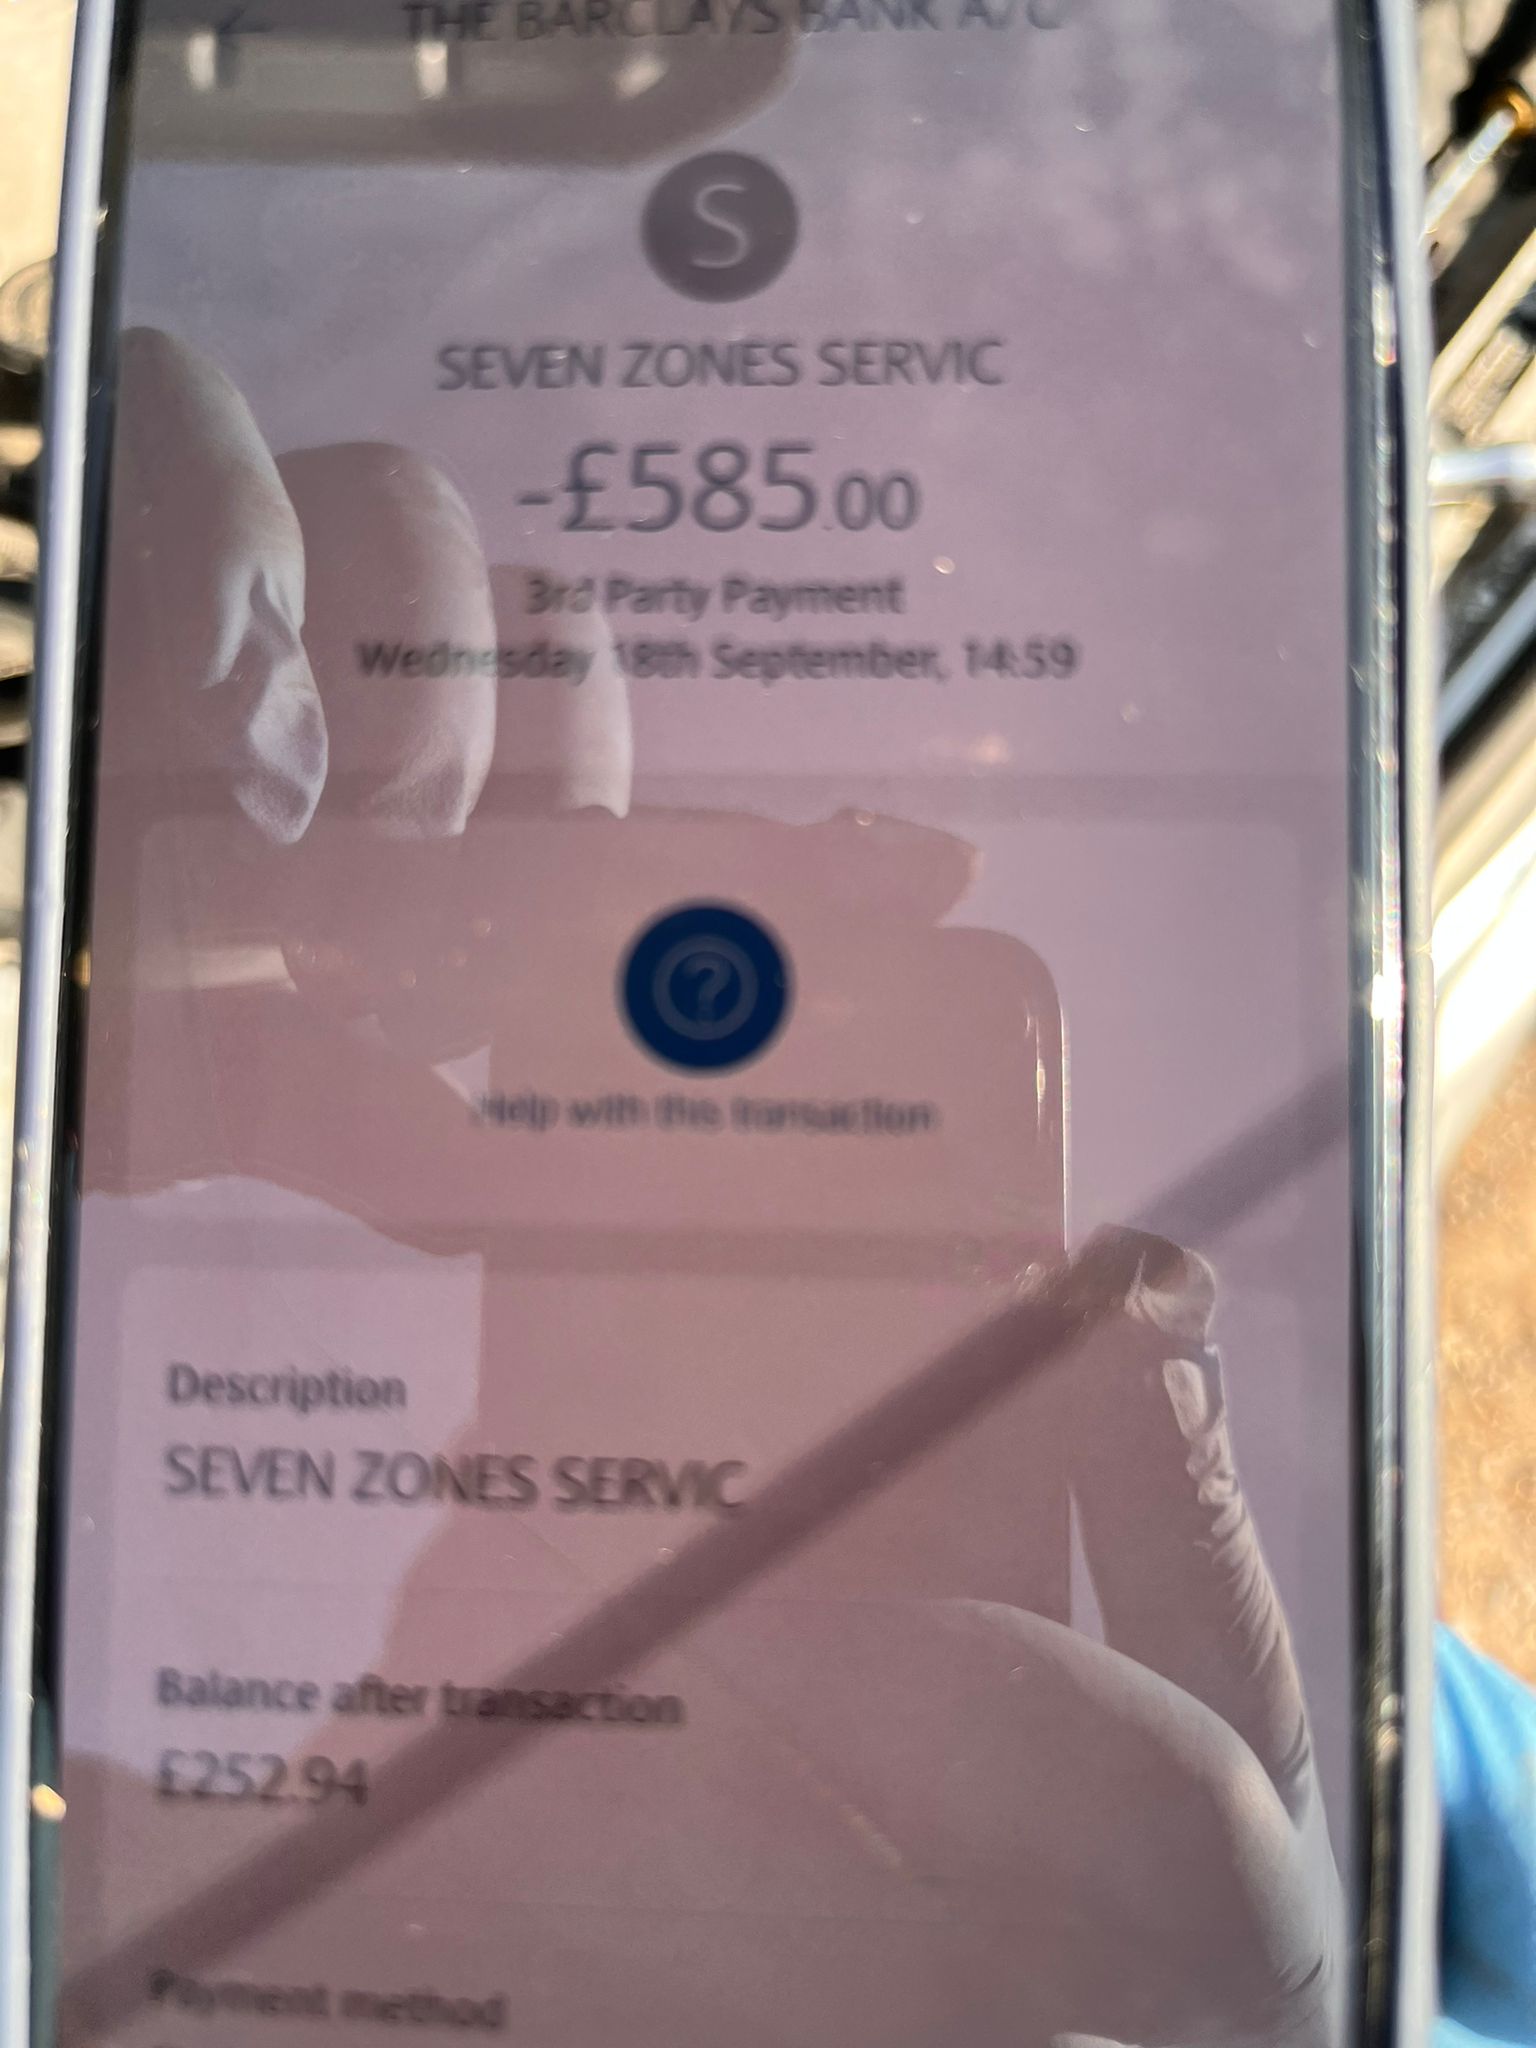 THE BARCLAYS BANK A/C
S
SEVEN ZONES SERVIC
-£585.00
3rd Party Payment
Wednesday 18th September, 14:59
?
Help with this transaction
Description
SEVEN ZONES SERVIC
Balance after transaction
£252.94
Payment method